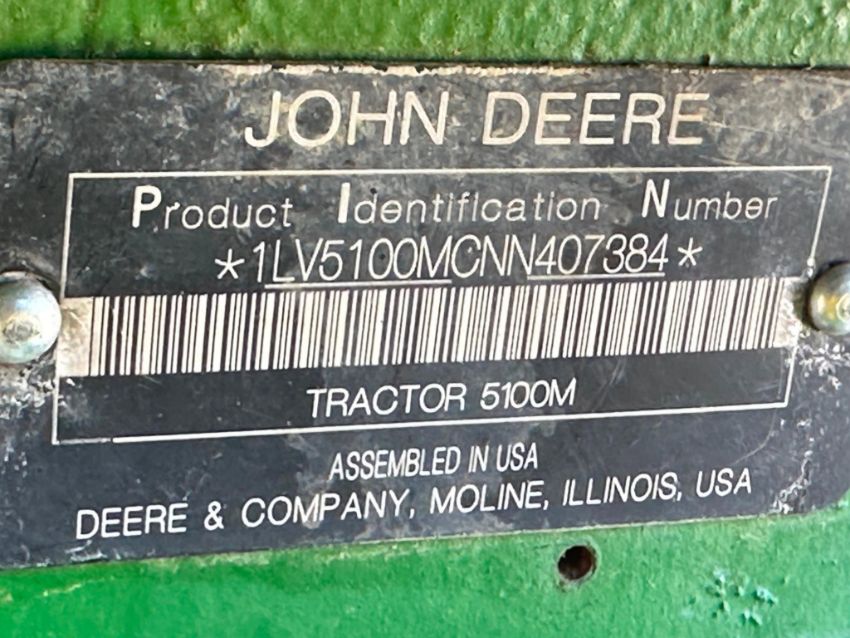 JOHN DEERE
Product Identification Number
*1LV5100MCNN407384*
TRACTOR 5100M
ASSEMBLED IN USA
DEERE & COMPANY, MOLINE, ILLINOIS, USA